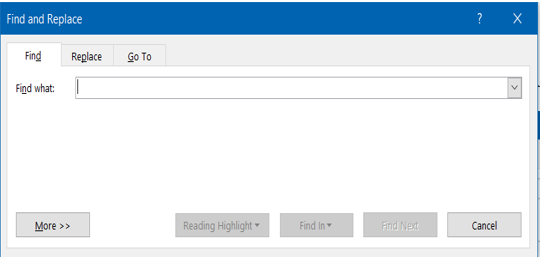 Find and Replace ? X
Find Replace Go To
Find what:
More >> Reading Highlight Find In Find Next Cancel